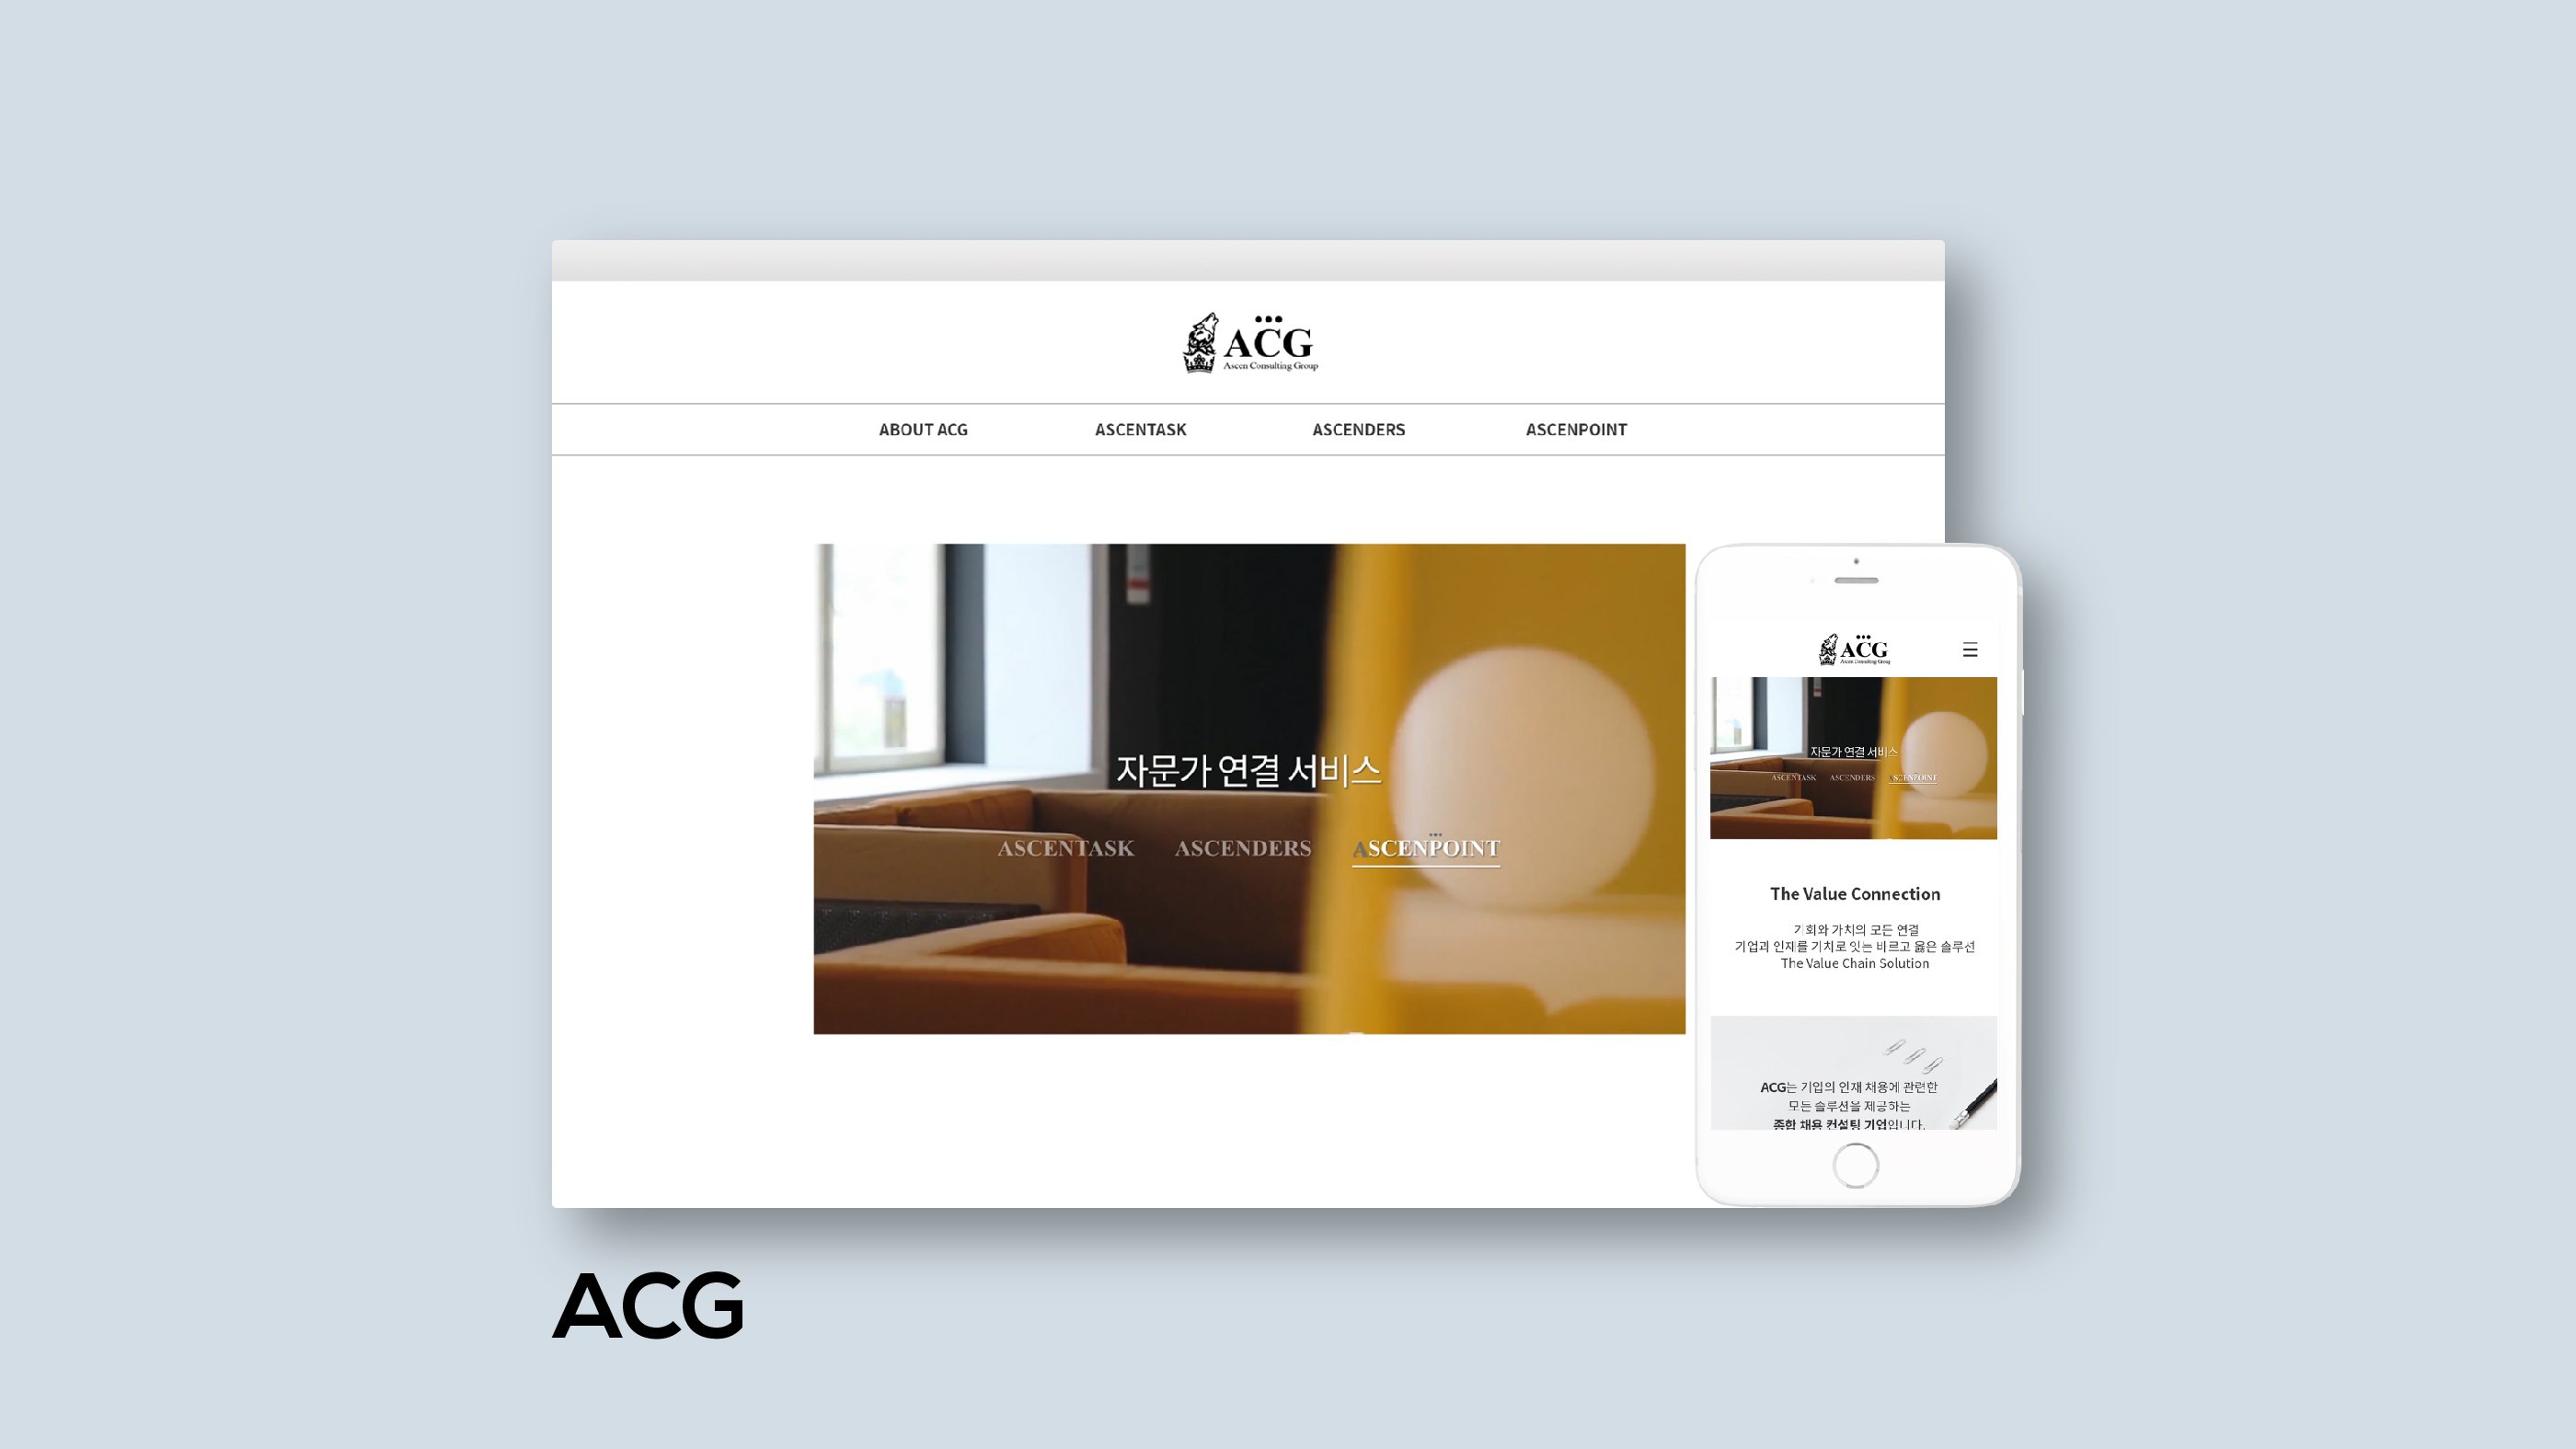 ACG
Ascen Consulting Group
ABOUT ACG
ASCENTASK
ASCENDERS
ASCENPOINT
자문가 연결 서비스
ASCENTASK
ASCENDERS
ASCENPOINT
ACG
Ascen Consulting Group
자문가 연결 서비스
ASCENTASK
ASCENDERS
ASCENPOINT
The Value Connection
기회와 가치의 모든 연결
기업과 인재를 가치로 잇는 바르고 옳은 솔루션
The Value Chain Solution
ACG는 기업의 인재 채용에 관련한
모든 솔루션을 제공하는
종합 채용 컨설팅 기업입니다.
ACG